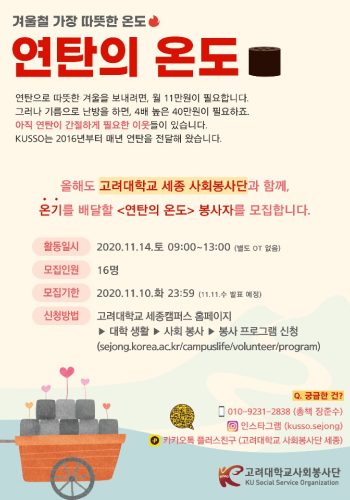 겨울철 가장 따뜻한 온도
연탄의 온도
연탄으로 따뜻한 겨울을 보내려면, 월 11만원이 필요합니다.
그러나 기름으로 난방을 하면, 4배 높은 40만원이 필요하죠.
아직 연탄이 간절하게 필요한 이웃들이 있습니다.
KUSSO는 2016년부터 매년 연탄을 전달해 왔습니다.
올해도 고려대학교 세종 사회봉사단과 함께,
온기를 배달할 <연탄의 온도> 봉사자를 모집합니다.
활동일시 2020.11.14.토 09:00~13:00 (별도 OT 없음)
모집인원 16명
모집기한 2020.11.10.화 23:59 (11.11.수 발표 예정)
신청방법 고려대학교 세종캠퍼스 홈페이지
▶ 대학 생활 ▶ 사회 봉사 ▶ 봉사 프로그램 신청
(sejong.korea.ac.kr/campuslife/volunteer/program)
Q. 궁금한 건?
010-9231-2838 (총책 장준수)
인스타그램 (kusso.sejong)
카카오톡 플러스친구 (고려대학교 사회봉사단 세종)
고려대학교사회봉사단
KU Social Service Organization